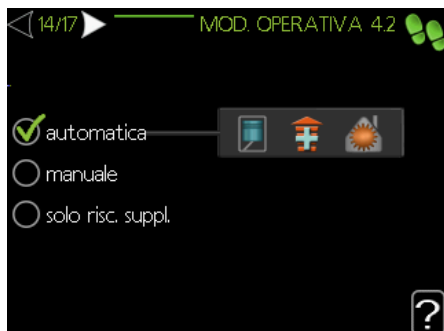 14/17 MOD. OPERATIVA 4.2
automatica
manuale
solo risc. suppl.
?